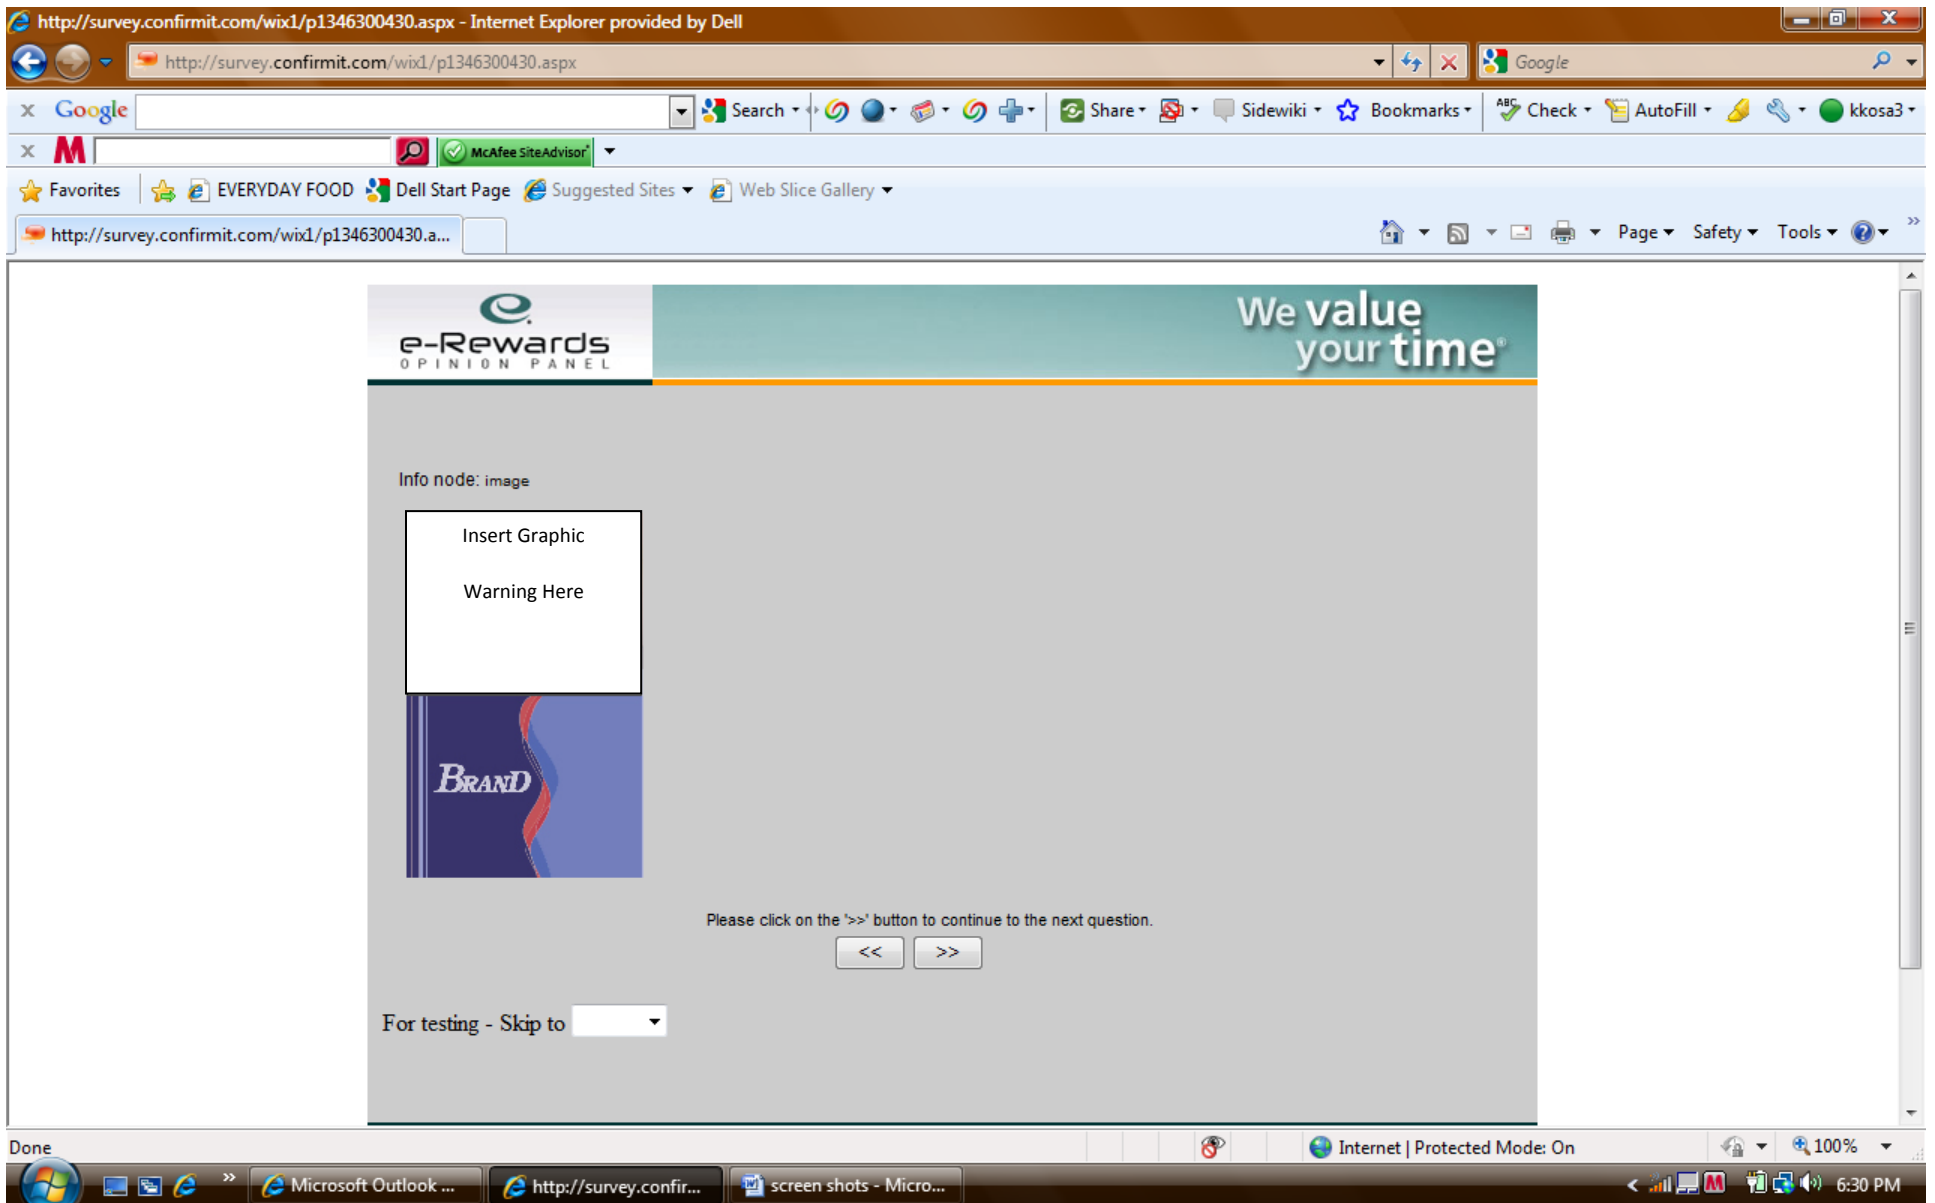 http://survey.confirmit.com/wix1/p1346300430.aspx - Internet Explorer provided by Dell
http://survey.confirmit.com/wix1/p1346300430.aspx
Google
x Google Search Share Sidewiki Bookmarks ABC Check AutoFill kkosa3
x M McAfee SiteAdvisor
Favorites EVERYDAY FOOD Dell Start Page Suggested Sites Web Slice Gallery
http://survey.confirmit.com/wix1/p1346300430.a... Page Safety Tools
e-Rewards
OPINION PANEL
We value
your time®
Info node: image
Insert Graphic
Warning Here
BRAND
Please click on the '>>' button to continue to the next question.
<< >>
For testing - Skip to
Done Internet | Protected Mode: On 100%
Microsoft Outlook ... http://survey.confir... screen shots - Micro... 6:30 PM